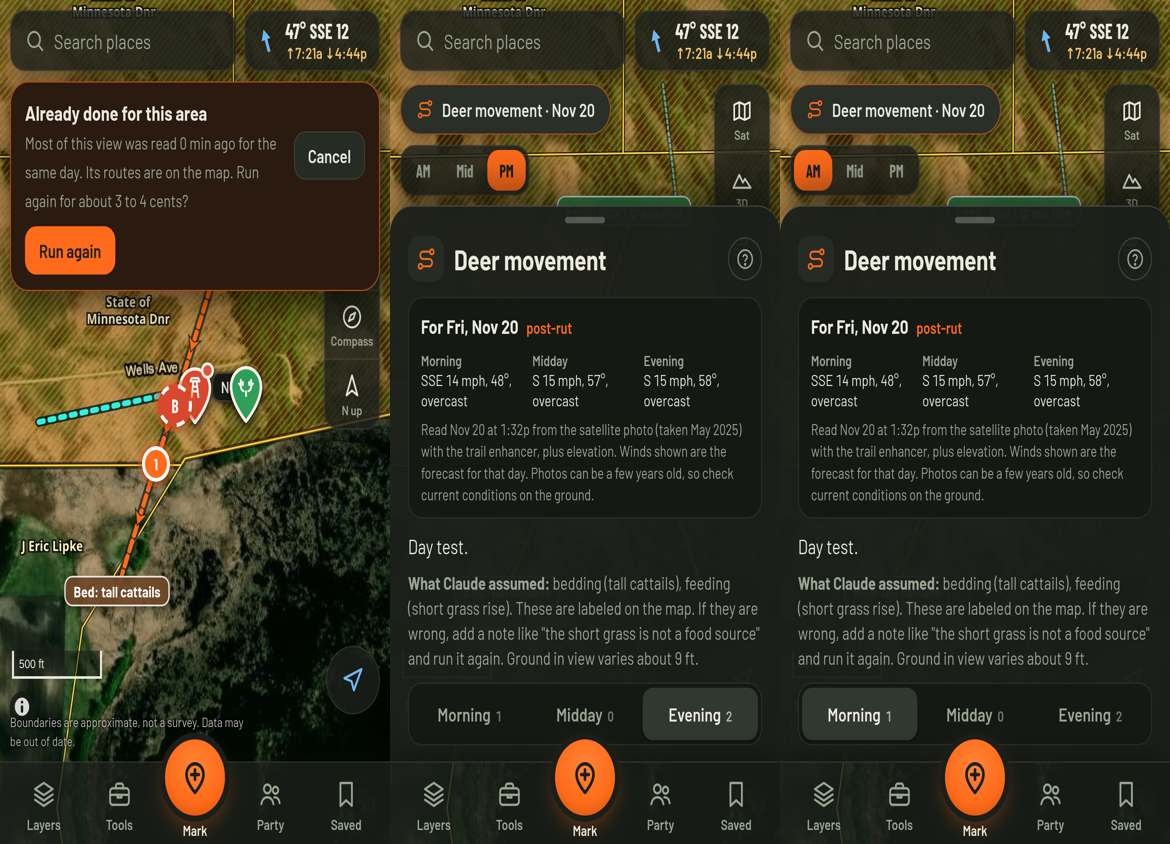 Minnesota Dnr
Search places
47° SSE 12
↑7:21a ↓4:44p
Already done for this area
Most of this view was read 0 min ago for the
same day. Its routes are on the map. Run
again for about 3 to 4 cents?
Cancel
Run again
State of
Minnesota Dnr
Compass
Wells Ave
N
B
N up
1
J Eric Lipke
Bed: tall cattails
500 ft
Boundaries are approximate, not a survey. Data may
be out of date.
Layers
Tools
Mark
Party
Saved
Minnesota Dnr
Search places
47° SSE 12
↑7:21a ↓4:44p
Deer movement · Nov 20
Sat
AM
Mid
PM
3D
Deer movement
?
For Fri, Nov 20 post-rut
Morning
SSE 14 mph, 48°,
overcast
Midday
S 15 mph, 57°,
overcast
Evening
S 15 mph, 58°,
overcast
Read Nov 20 at 1:32p from the satellite photo (taken May 2025)
with the trail enhancer, plus elevation. Winds shown are the
forecast for that day. Photos can be a few years old, so check
current conditions on the ground.
Day test.
What Claude assumed: bedding (tall cattails), feeding
(short grass rise). These are labeled on the map. If they are
wrong, add a note like "the short grass is not a food source"
and run it again. Ground in view varies about 9 ft.
Morning 1
Midday 0
Evening 2
Layers
Tools
Mark
Party
Saved
Minnesota Dnr
Search places
47° SSE 12
↑7:21a ↓4:44p
Deer movement · Nov 20
Sat
AM
Mid
PM
3D
Deer movement
?
For Fri, Nov 20 post-rut
Morning
SSE 14 mph, 48°,
overcast
Midday
S 15 mph, 57°,
overcast
Evening
S 15 mph, 58°,
overcast
Read Nov 20 at 1:32p from the satellite photo (taken May 2025)
with the trail enhancer, plus elevation. Winds shown are the
forecast for that day. Photos can be a few years old, so check
current conditions on the ground.
Day test.
What Claude assumed: bedding (tall cattails), feeding
(short grass rise). These are labeled on the map. If they are
wrong, add a note like "the short grass is not a food source"
and run it again. Ground in view varies about 9 ft.
Morning 1
Midday 0
Evening 2
Layers
Tools
Mark
Party
Saved